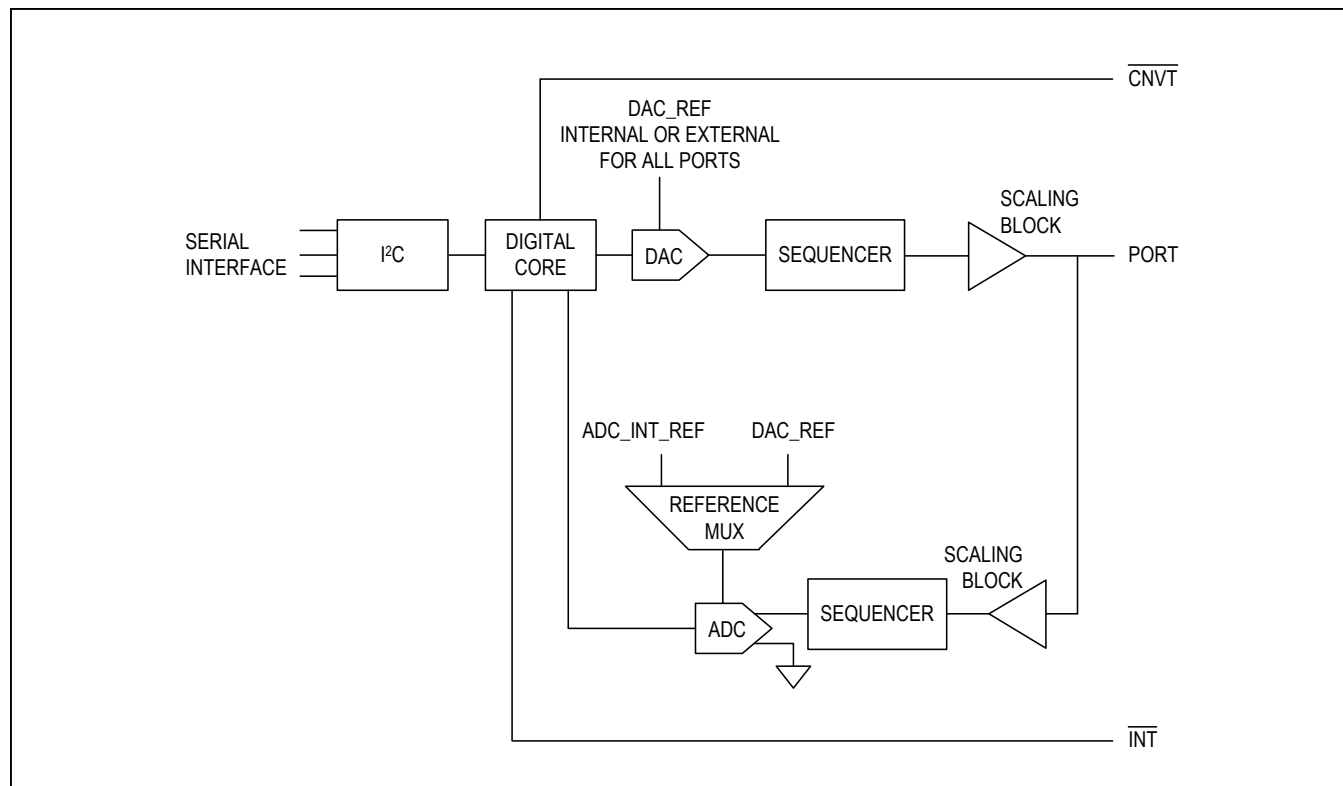 CNVT
DAC_REF
INTERNAL OR EXTERNAL
FOR ALL PORTS
SCALING
BLOCK
SERIAL
INTERFACE
I²C
DIGITAL
CORE
DAC
SEQUENCER
PORT
ADC_INT_REF
DAC_REF
REFERENCE
MUX
SCALING
BLOCK
ADC
SEQUENCER
INT